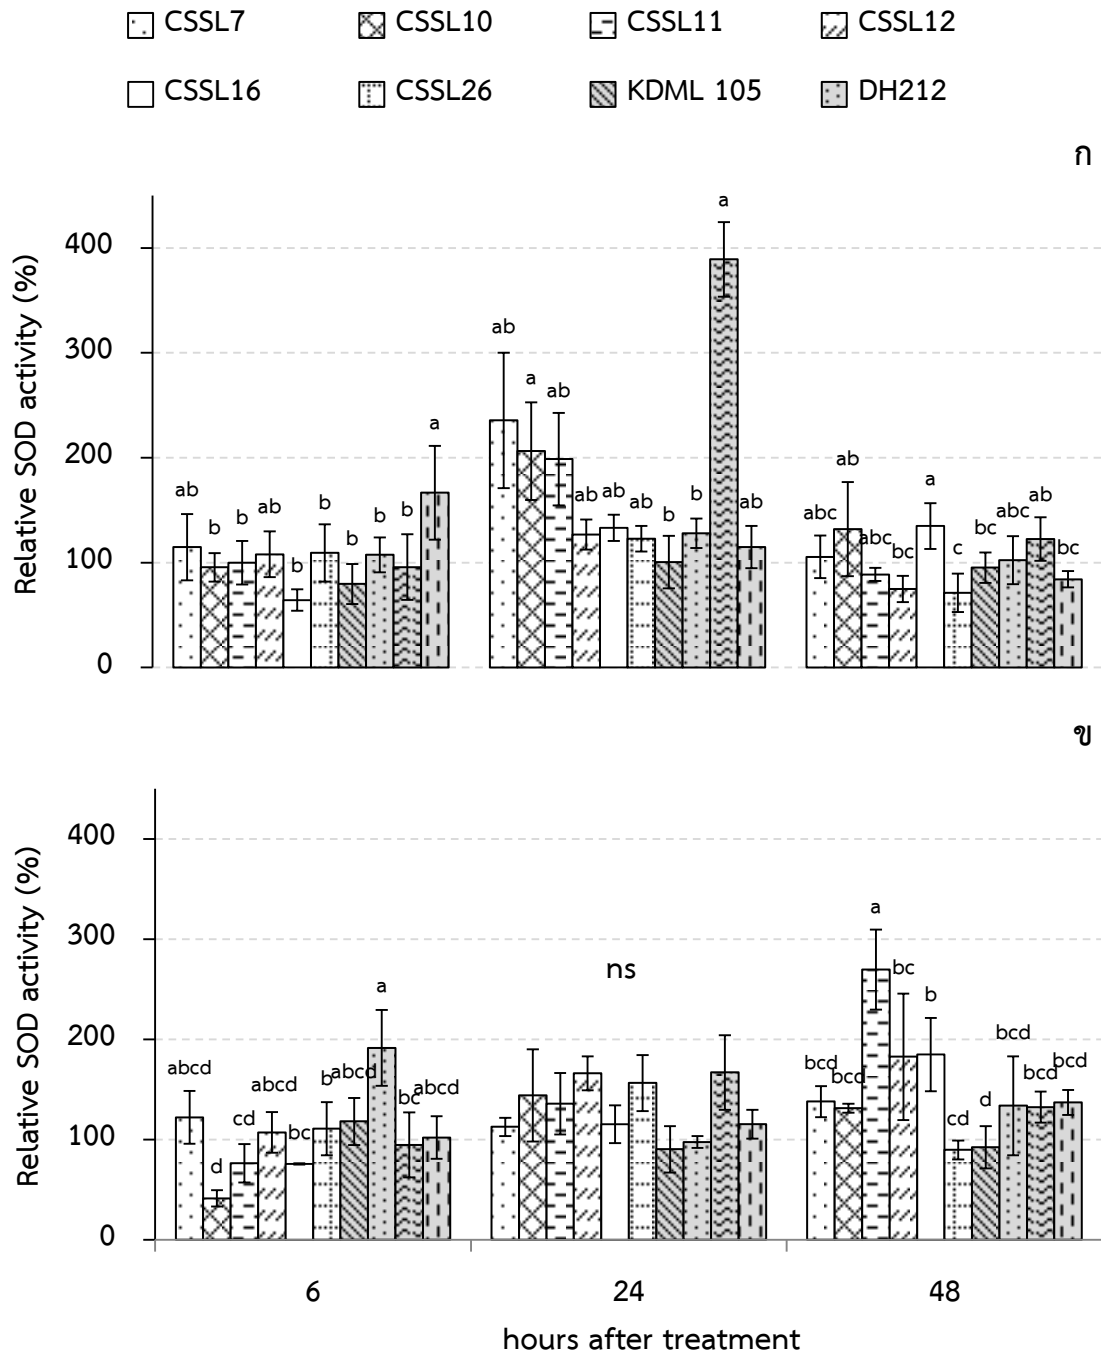 CSSL7 CSSL10 CSSL11 CSSL12
CSSL16 CSSL26 KDML 105 DH212
ก
Relative SOD activity (%)
400
300
200
100
0
ab b b ab b b b b b a
ab a ab ab ab ab b b a ab
abc ab abc bc a c bc abc ab bc
ข
Relative SOD activity (%)
400
300
200
100
0
abcd d cd abcd bc b abcd a bc abcd
ns
bcd bcd a bc b cd d bcd bcd bcd
6 24 48
hours after treatment